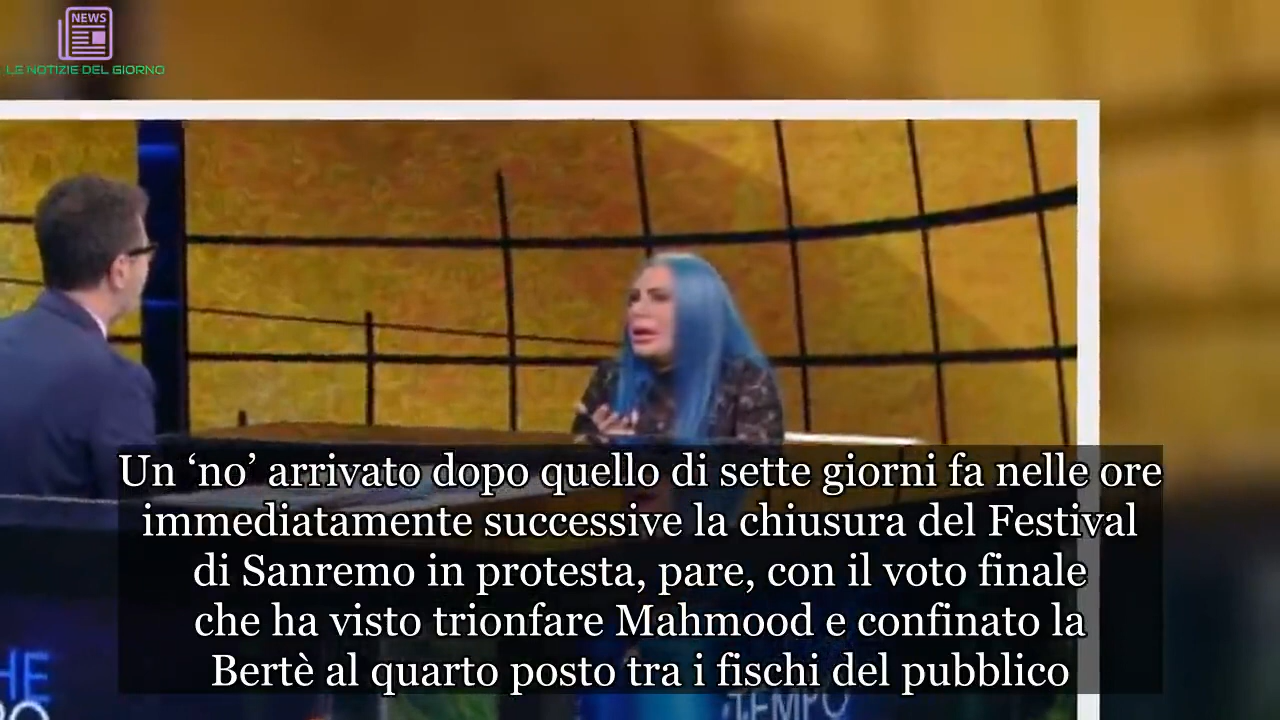 NEWS
LE NOTIZIE DEL GIORNO
Un ‘no’ arrivato dopo quello di sette giorni fa nelle ore
immediatamente successive la chiusura del Festival
di Sanremo in protesta, pare, con il voto finale
che ha visto trionfare Mahmood e confinato la
Bertè al quarto posto tra i fischi del pubblico
HE
TEMPO